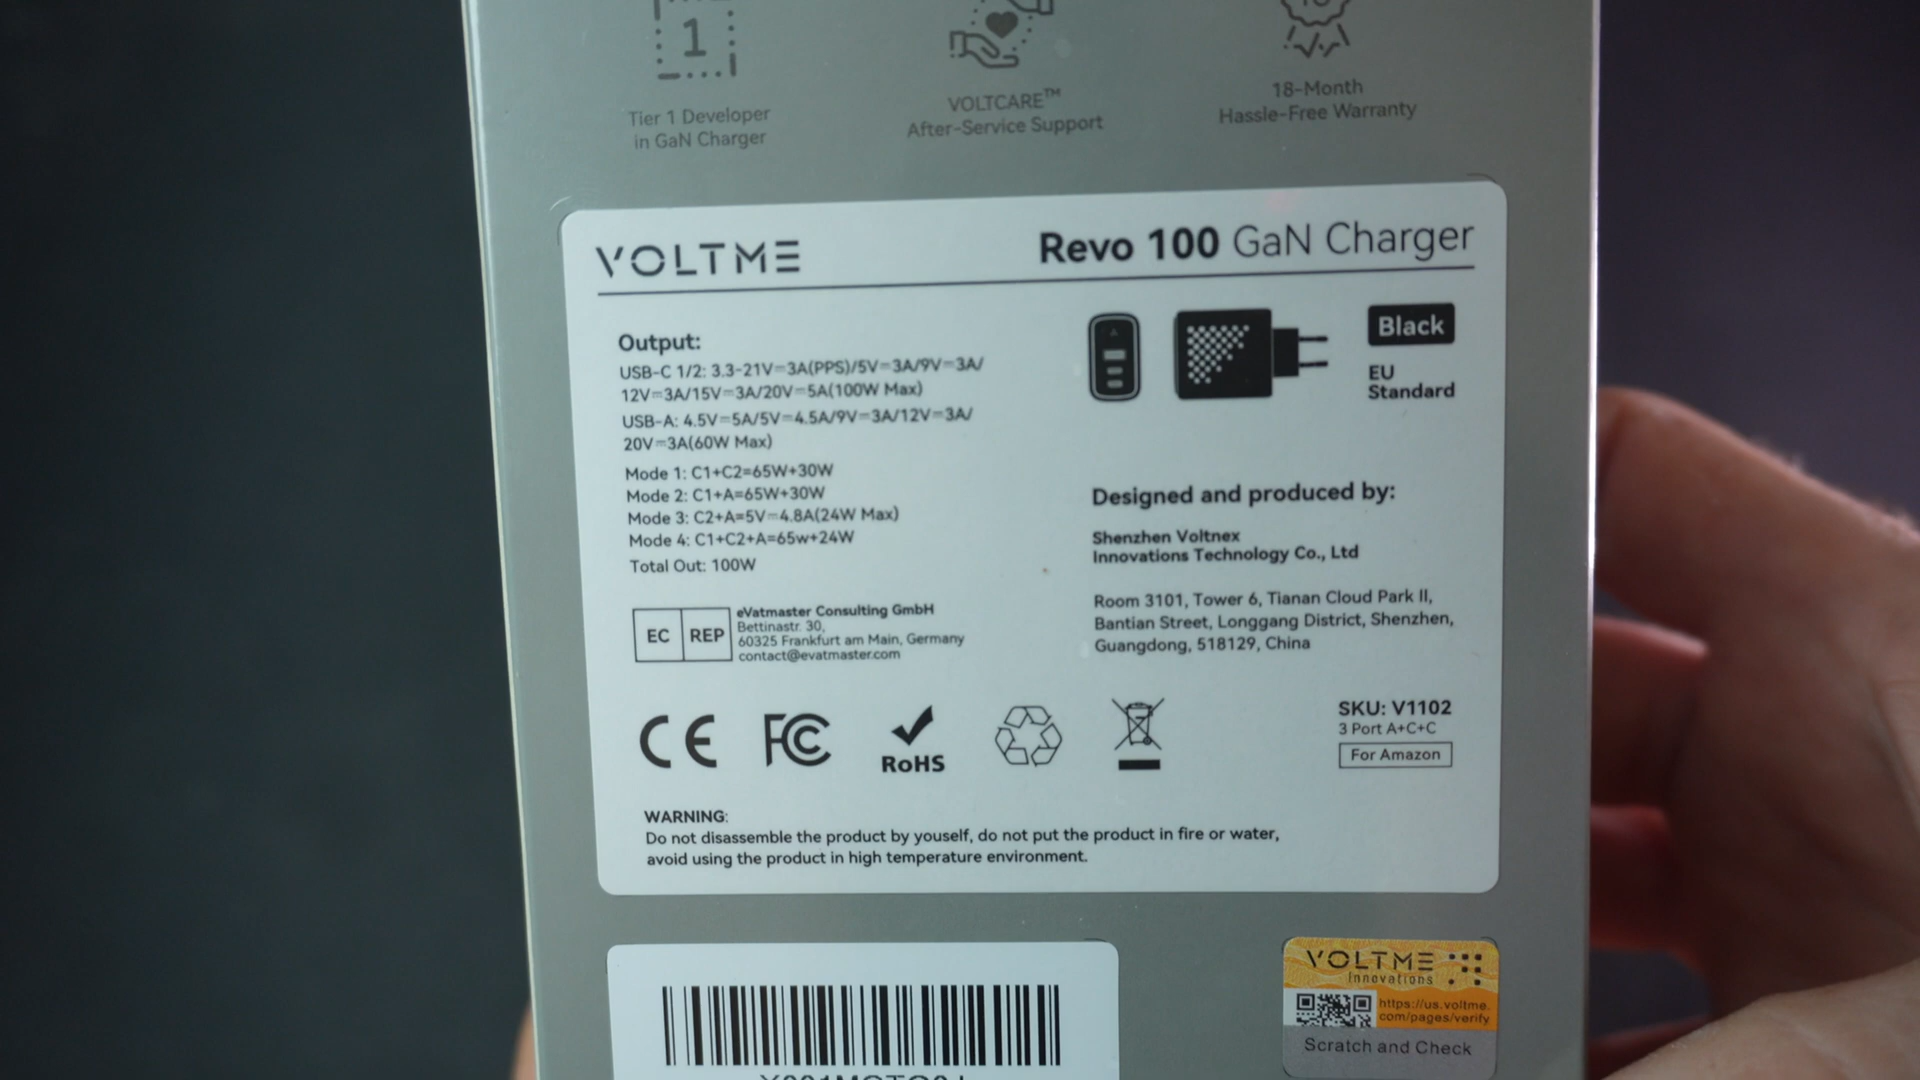 1
Tier 1 Developer
in GaN Charger
VOLTCARE™
After-Service Support
18-Month
Hassle-Free Warranty
VOLTME
Revo 100 GaN Charger
Output:
USB-C 1/2: 3.3-21V⎓3A(PPS)/5V⎓3A/9V⎓3A/
12V⎓3A/15V⎓3A/20V⎓5A(100W Max)
USB-A: 4.5V⎓5A/5V⎓4.5A/9V⎓3A/12V⎓3A/
20V⎓3A(60W Max)
Mode 1: C1+C2=65W+30W
Mode 2: C1+A=65W+30W
Mode 3: C2+A=5V⎓4.8A(24W Max)
Mode 4: C1+C2+A=65w+24W
Total Out: 100W
Black
EU
Standard
Designed and produced by:
Shenzhen Voltnex
Innovations Technology Co., Ltd
Room 3101, Tower 6, Tianan Cloud Park II,
Bantian Street, Longgang District, Shenzhen,
Guangdong, 518129, China
EC REP
eVatmaster Consulting GmbH
Bettinastr. 30,
60325 Frankfurt am Main, Germany
contact@evatmaster.com
CE FC RoHS
SKU: V1102
3 Port A+C+C
For Amazon
WARNING:
Do not disassemble the product by youself, do not put the product in fire or water,
avoid using the product in high temperature environment.
VOLTME
Innovations
https://us.voltme.
com/pages/verify
Scratch and Check